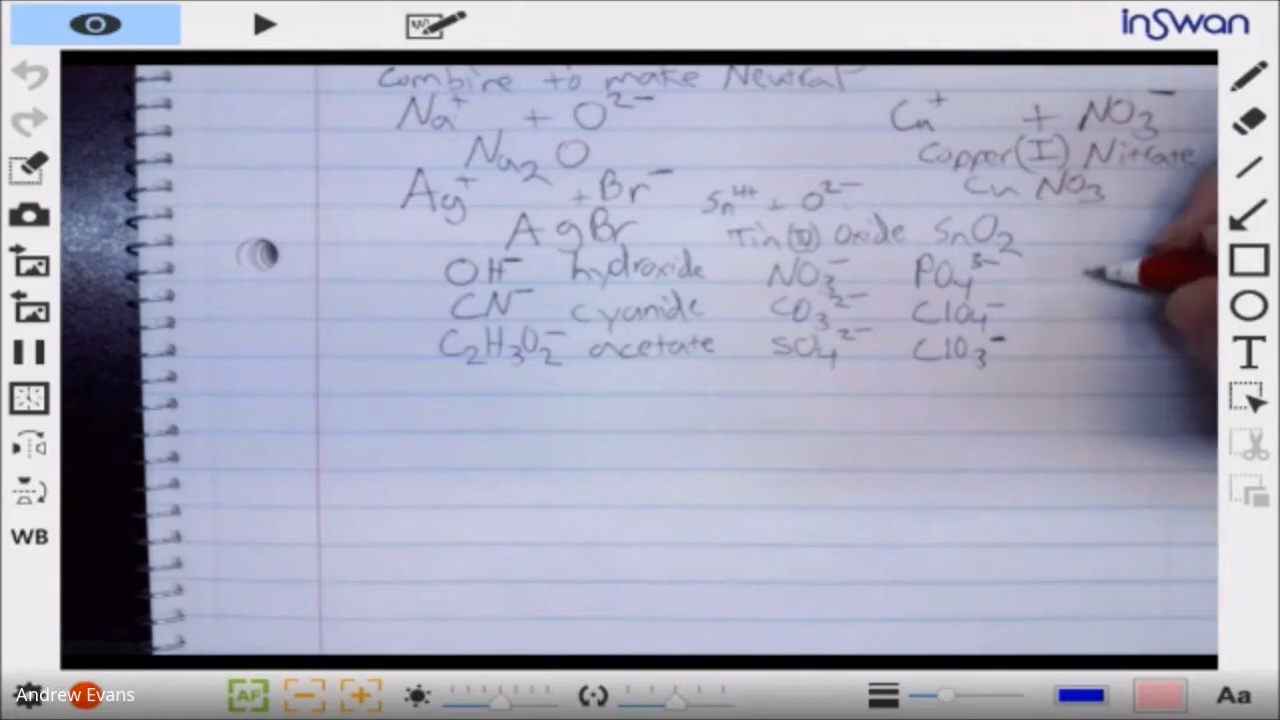 inSwan
Combine to make Neutral
Na⁺ + O²⁻ Cu⁺ + NO₃⁻
Na₂O Copper(I) Nitrate
Ag⁺ + Br⁻ Sn⁴⁺ + O²⁻ CuNO₃
AgBr Tin(IV) Oxide SnO₂
OH⁻ hydroxide NO₃⁻ PO₄³⁻
CN⁻ cyanide CO₃²⁻ ClO₄⁻
C₂H₃O₂⁻ acetate SO₄²⁻ ClO₃⁻
T
WB
Andrew Evans AF Aa